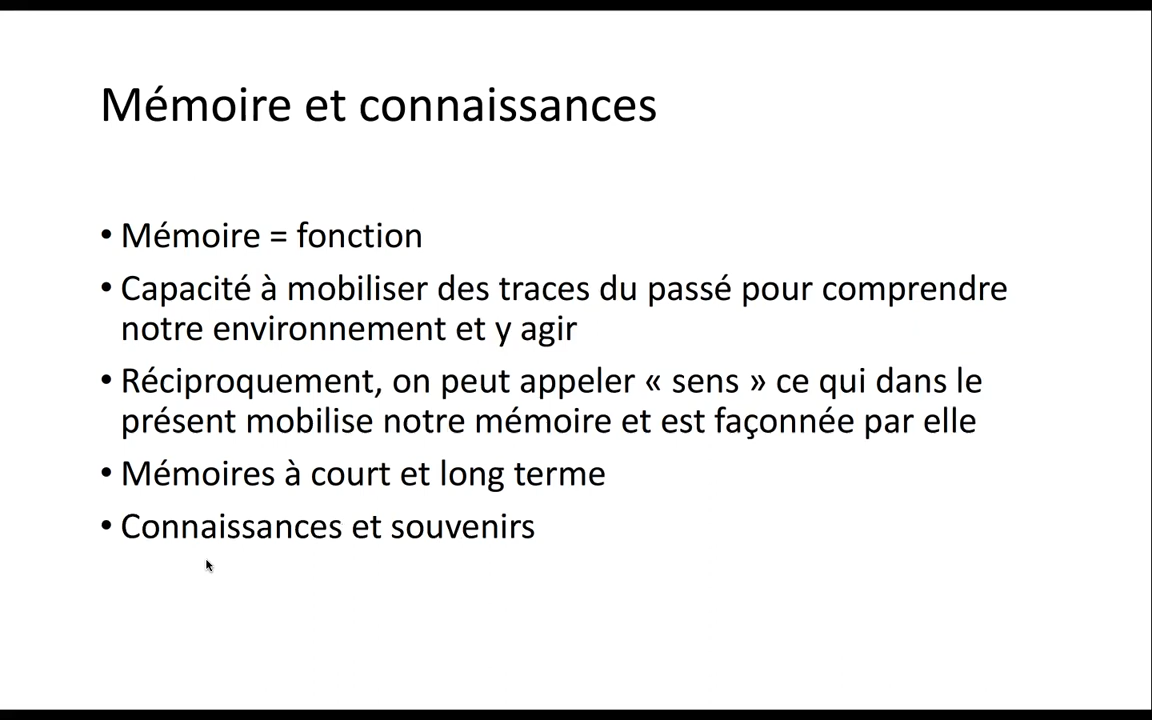 Mémoire et connaissances
• Mémoire = fonction
• Capacité à mobiliser des traces du passé pour comprendre
notre environnement et y agir
• Réciproquement, on peut appeler « sens » ce qui dans le
présent mobilise notre mémoire et est façonnée par elle
• Mémoires à court et long terme
• Connaissances et souvenirs